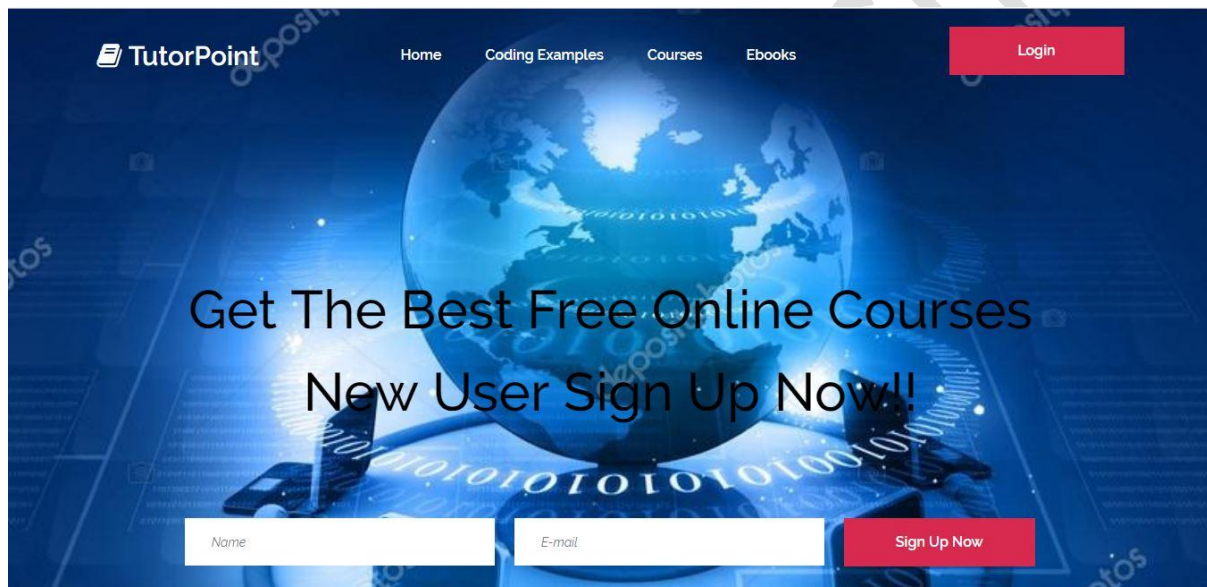 TutorPoint
Home Coding Examples Courses Ebooks
Login
Get The Best Free Online Courses
New User Sign Up Now!!
Name
E-mail
Sign Up Now
depositphotos